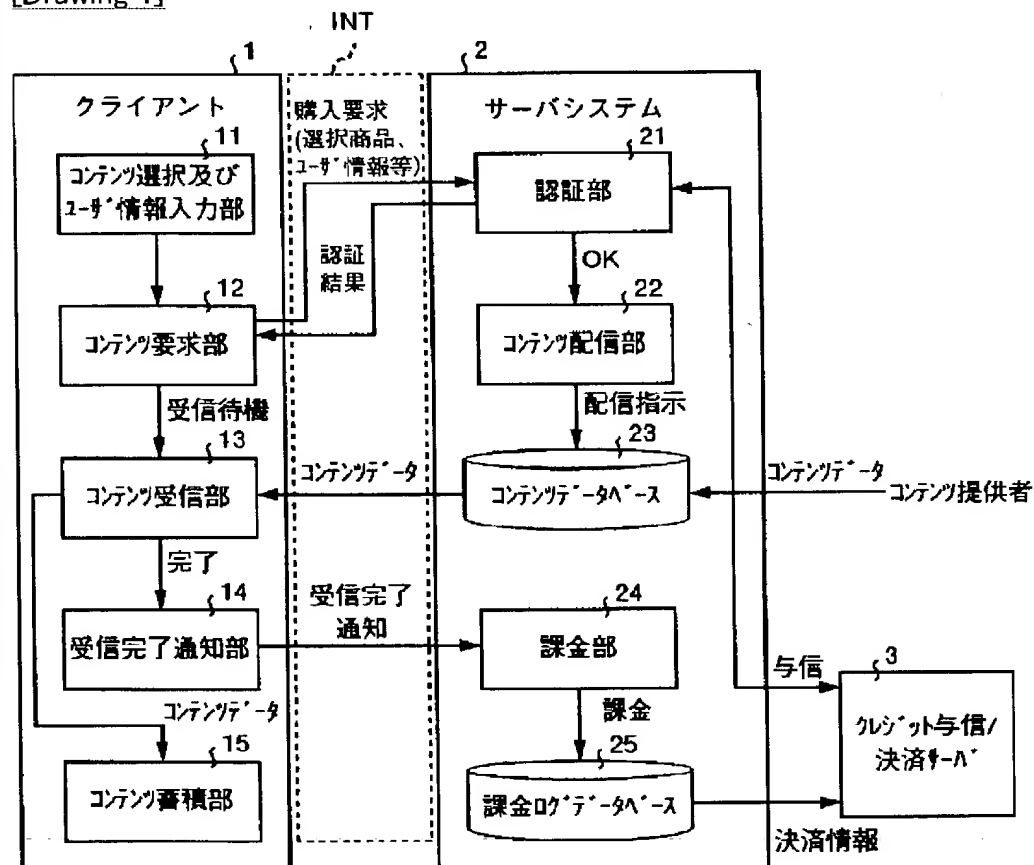 [Drawing 1]
INT
1
2
クライアント
購入要求
(選択商品、
ﾕｰｻﾞ情報等)
サーバシステム
11
コンテンツ選択及び
ﾕｰｻﾞ情報入力部
21
認証部
認証
結果
OK
12
コンテンツ要求部
22
コンテンツ配信部
受信待機
配信指示
13
コンテンツ受信部
ｺﾝﾃﾝﾂﾃﾞｰﾀ
23
ｺﾝﾃﾝﾂﾃﾞｰﾀﾍﾞｰｽ
ｺﾝﾃﾝﾂﾃﾞｰﾀ
コンテンツ提供者
完了
14
受信完了通知部
受信完了
通知
24
課金部
与信
3
ｸﾚｼﾞｯﾄ与信/
決済ｻｰﾊﾞ
ｺﾝﾃﾝﾂﾃﾞｰﾀ
課金
15
コンテンツ蓄積部
25
課金ﾛｸﾞﾃﾞｰﾀﾍﾞｰｽ
決済情報